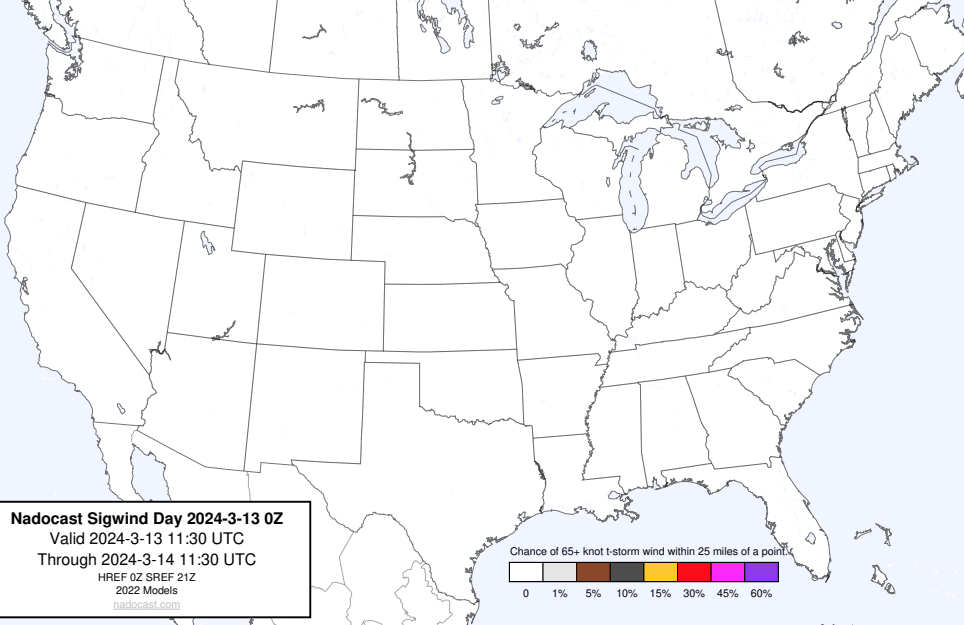 Nadocast Sigwind Day 2024-3-13 0Z
Valid 2024-3-13 11:30 UTC
Through 2024-3-14 11:30 UTC
HREF 0Z SREF 21Z
2022 Models
nadocast.com
Chance of 65+ knot t-storm wind within 25 miles of a point.
0 1% 5% 10% 15% 30% 45% 60%